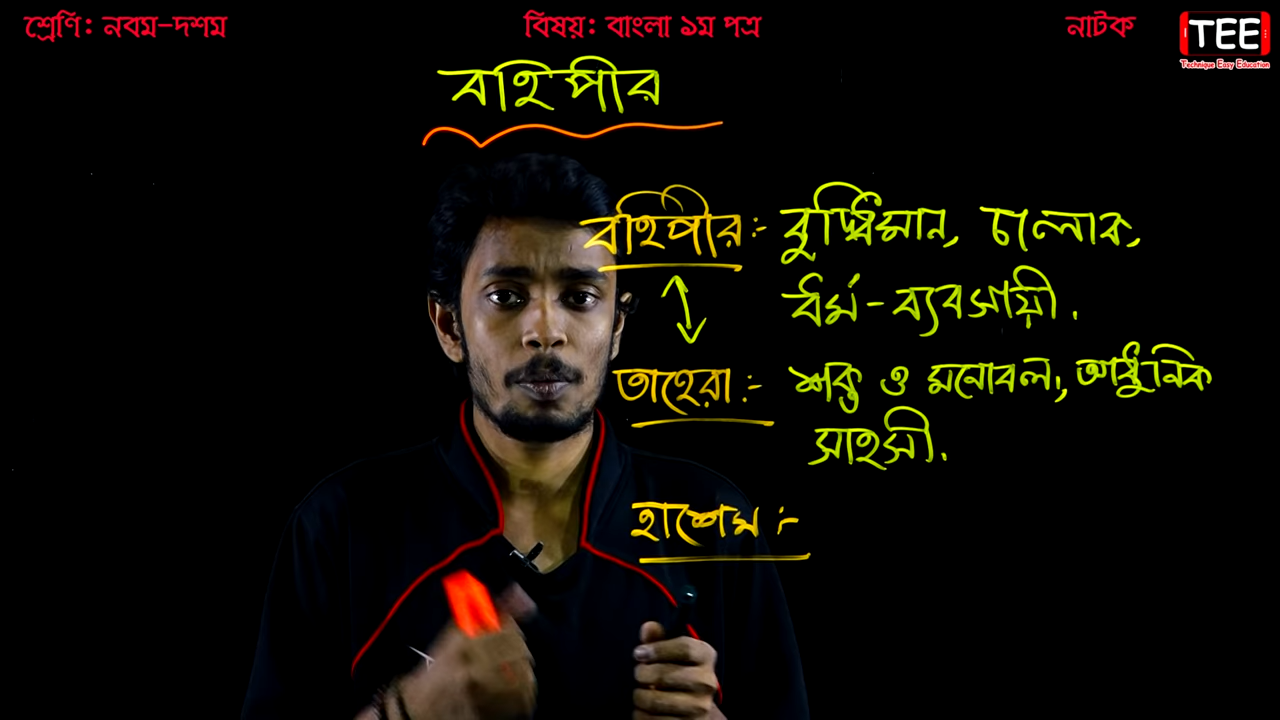 শ্রেণি: নবম-দশম
বিষয়: বাংলা ১ম পত্র
নাটক
TEE
Technique Easy Education
বহিপীর
বহিপীর :- বুদ্ধিমান, চালাক,
ধর্ম - ব্যবসায়ী.
তাহেরা :- শক্ত ও মনোবল, আধুনিক
সাহসী.
হাশেম :-